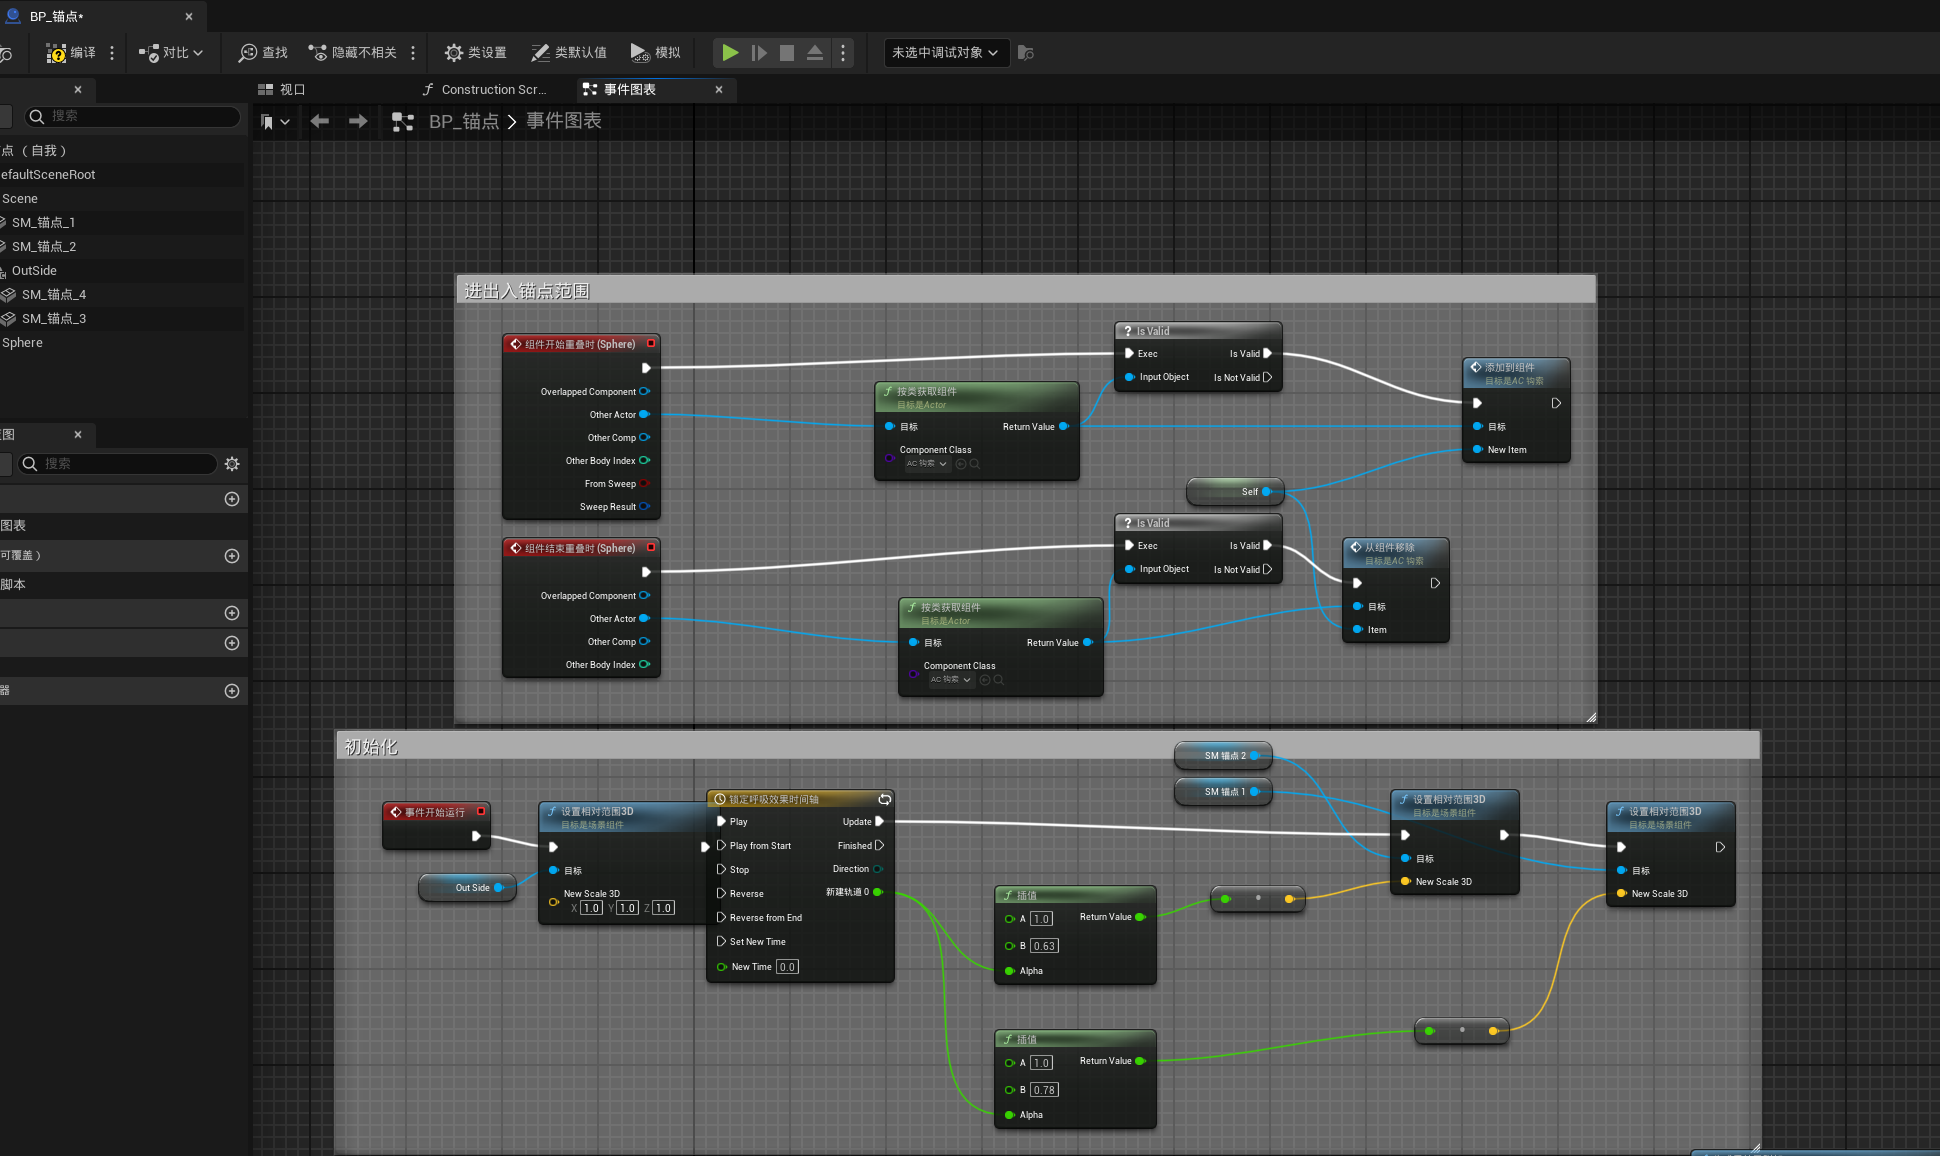 BP_锚点*
编译
对比
查找
隐藏不相关
类设置
类默认值
模拟
未选中调试对象
视口
Construction Scr...
事件图表
搜索
BP_锚点 > 事件图表
点（自我）
efaultSceneRoot
Scene
SM_锚点_1
SM_锚点_2
OutSide
SM_锚点_4
SM_锚点_3
Sphere
图
搜索
图表
可覆盖）
脚本
器
进出入锚点范围
组件开始重叠时 (Sphere)
Overlapped Component
Other Actor
Other Comp
Other Body Index
From Sweep
Sweep Result
按类获取组件
目标是Actor
目标
Return Value
Component Class
AC 钩索
? Is Valid
Exec
Is Valid
Input Object
Is Not Valid
添加到组件
目标是AC 钩索
目标
New Item
Self
组件结束重叠时 (Sphere)
Overlapped Component
Other Actor
Other Comp
Other Body Index
按类获取组件
目标是Actor
目标
Return Value
Component Class
AC 钩索
? Is Valid
Exec
Is Valid
Input Object
Is Not Valid
从组件移除
目标是AC 钩索
目标
Item
初始化
事件开始运行
Out Side
设置相对范围3D
目标是场景组件
目标
New Scale 3D
X 1.0 Y 1.0 Z 1.0
锁定呼吸效果时间轴
Play
Update
Play from Start
Finished
Stop
Direction
Reverse
新建轨道 0
Reverse from End
Set New Time
New Time 0.0
插值
A 1.0
Return Value
B 0.63
Alpha
插值
A 1.0
Return Value
B 0.78
Alpha
SM 锚点 2
SM 锚点 1
设置相对范围3D
目标是场景组件
目标
New Scale 3D
设置相对范围3D
目标是场景组件
目标
New Scale 3D